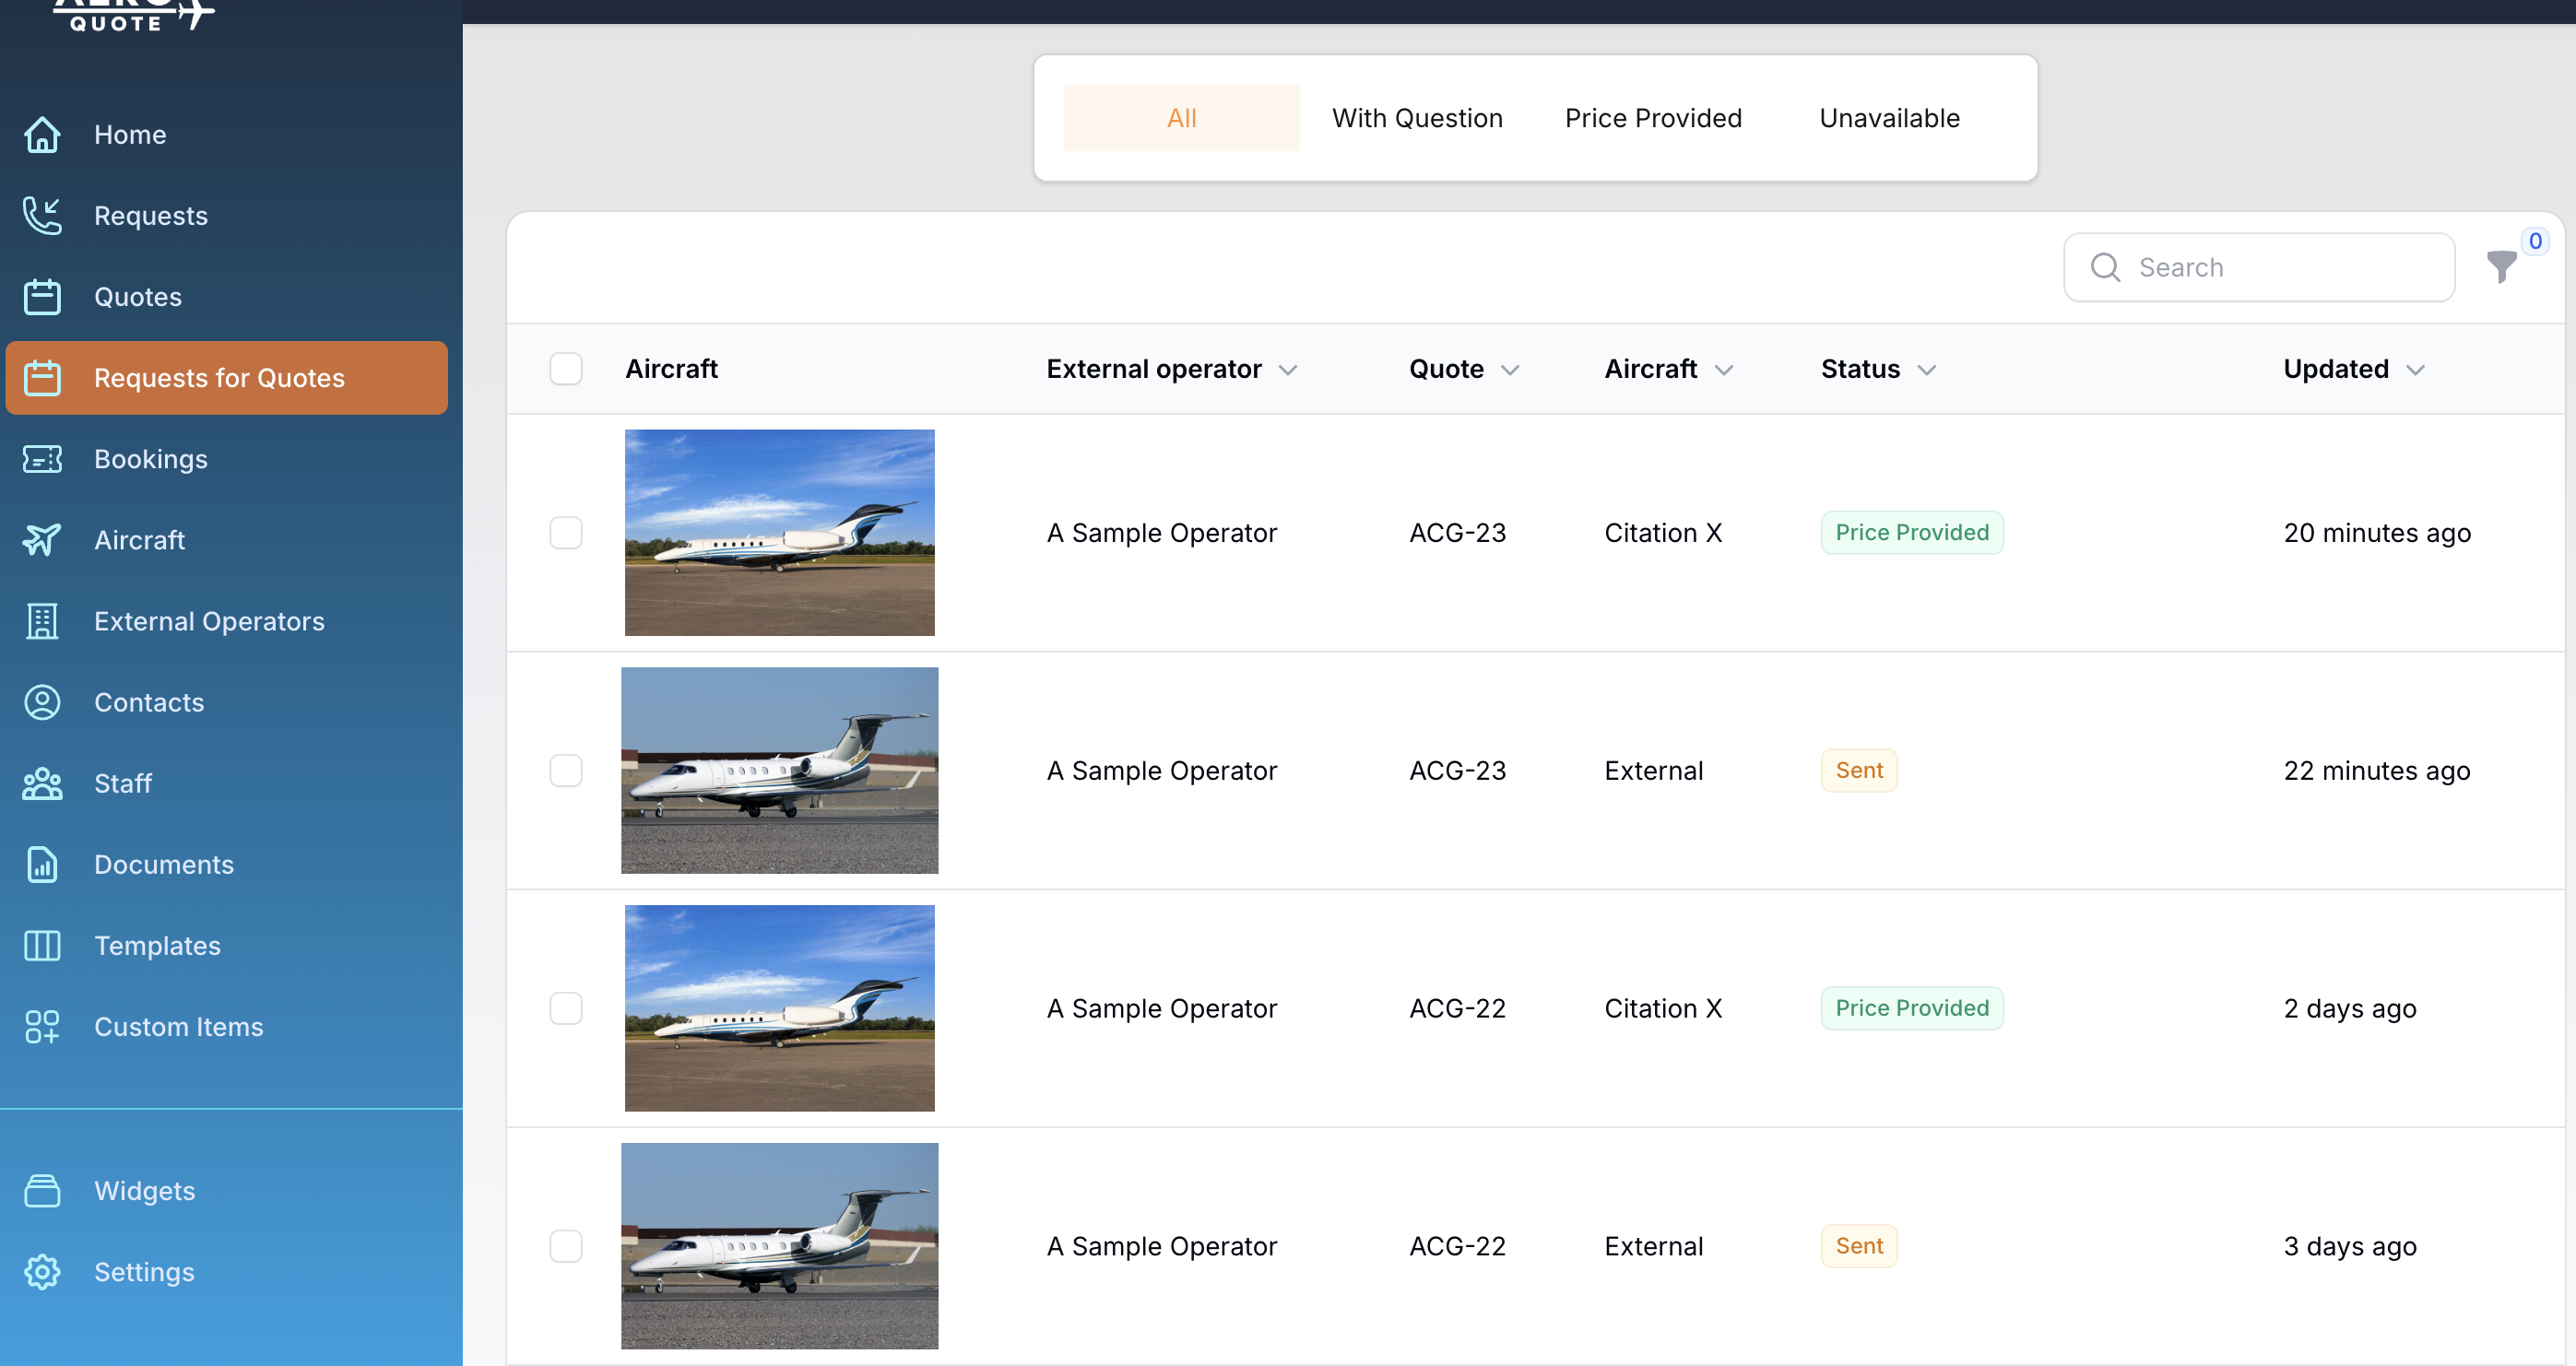 AERO
QUOTE
Home
Requests
Quotes
Requests for Quotes
Bookings
Aircraft
External Operators
Contacts
Staff
Documents
Templates
Custom Items
Widgets
Settings
All With Question Price Provided Unavailable
Search 0
Aircraft External operator Quote Aircraft Status Updated
A Sample Operator ACG-23 Citation X Price Provided 20 minutes ago
A Sample Operator ACG-23 External Sent 22 minutes ago
A Sample Operator ACG-22 Citation X Price Provided 2 days ago
A Sample Operator ACG-22 External Sent 3 days ago